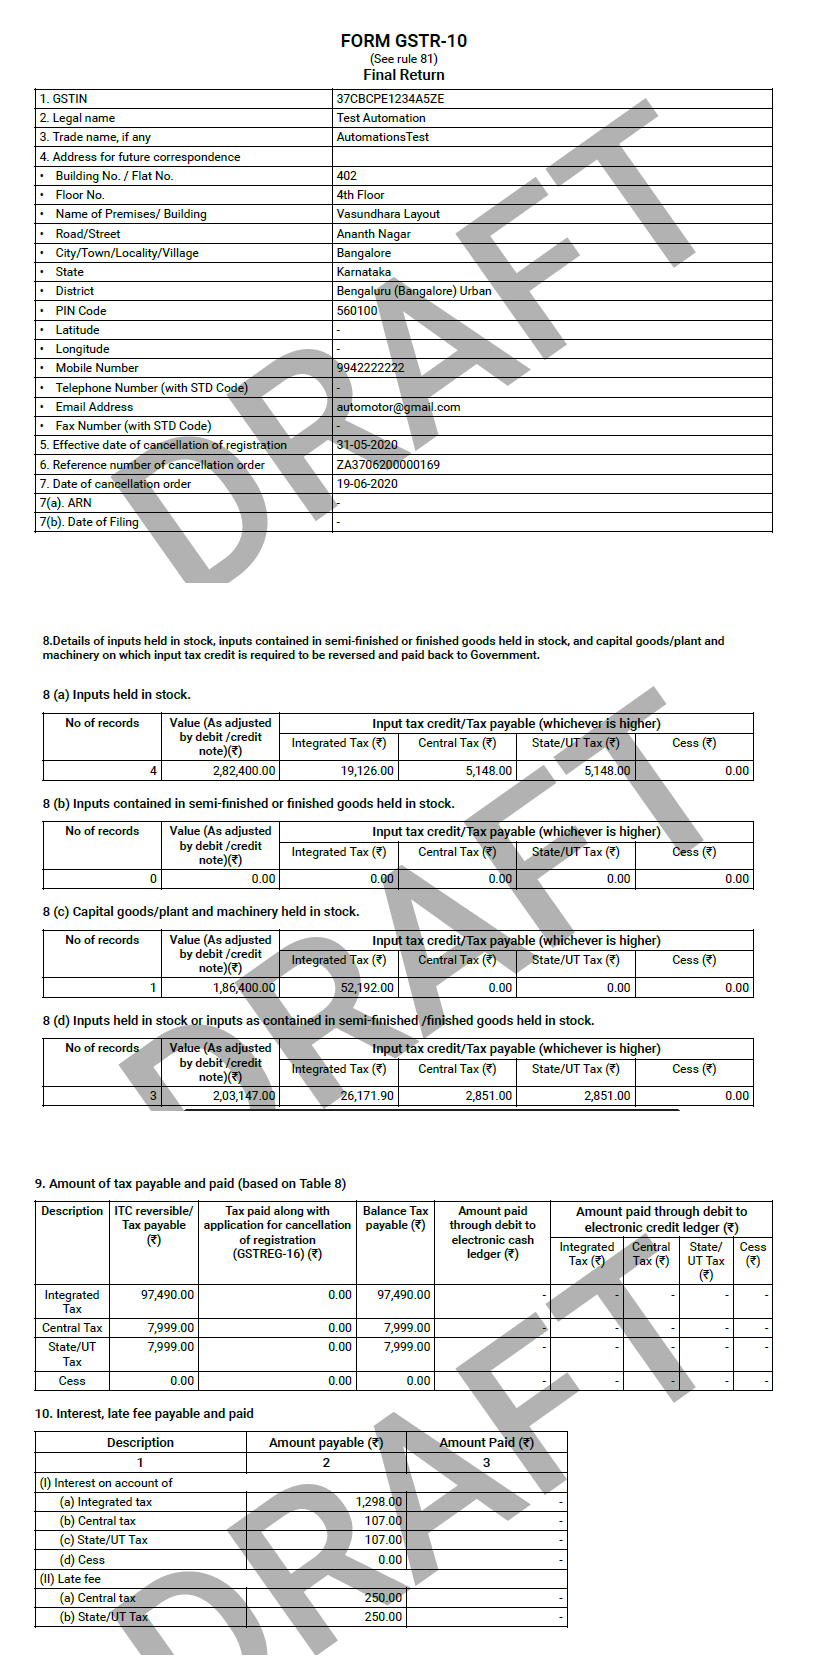 FORM GSTR-10
(See rule 81)
Final Return
1. GSTIN 37CBCPE1234A5ZE
2. Legal name Test Automation
3. Trade name, if any AutomationsTest
4. Address for future correspondence
• Building No. / Flat No. 402
• Floor No. 4th Floor
• Name of Premises/ Building Vasundhara Layout
• Road/Street Ananth Nagar
• City/Town/Locality/Village Bangalore
• State Karnataka
• District Bengaluru (Bangalore) Urban
• PIN Code 560100
• Latitude -
• Longitude -
• Mobile Number 9942222222
• Telephone Number (with STD Code) -
• Email Address automotor@gmail.com
• Fax Number (with STD Code) -
5. Effective date of cancellation of registration 31-05-2020
6. Reference number of cancellation order ZA3706200000169
7. Date of cancellation order 19-06-2020
7(a). ARN -
7(b). Date of Filing -
DRAFT
8.Details of inputs held in stock, inputs contained in semi-finished or finished goods held in stock, and capital goods/plant and
machinery on which input tax credit is required to be reversed and paid back to Government.
8 (a) Inputs held in stock.
No of records Value (As adjusted Input tax credit/Tax payable (whichever is higher)
by debit /credit Integrated Tax (₹) Central Tax (₹) State/UT Tax (₹) Cess (₹)
note)(₹)
4 2,82,400.00 19,126.00 5,148.00 5,148.00 0.00
8 (b) Inputs contained in semi-finished or finished goods held in stock.
No of records Value (As adjusted Input tax credit/Tax payable (whichever is higher)
by debit /credit Integrated Tax (₹) Central Tax (₹) State/UT Tax (₹) Cess (₹)
note)(₹)
0 0.00 0.00 0.00 0.00 0.00
8 (c) Capital goods/plant and machinery held in stock.
No of records Value (As adjusted Input tax credit/Tax payable (whichever is higher)
by debit /credit Integrated Tax (₹) Central Tax (₹) State/UT Tax (₹) Cess (₹)
note)(₹)
1 1,86,400.00 52,192.00 0.00 0.00 0.00
8 (d) Inputs held in stock or inputs as contained in semi-finished /finished goods held in stock.
No of records Value (As adjusted Input tax credit/Tax payable (whichever is higher)
by debit /credit Integrated Tax (₹) Central Tax (₹) State/UT Tax (₹) Cess (₹)
note)(₹)
3 2,03,147.00 26,171.90 2,851.00 2,851.00 0.00
DRAFT
9. Amount of tax payable and paid (based on Table 8)
Description ITC reversible/ Tax paid along with Balance Tax Amount paid Amount paid through debit to
Tax payable application for cancellation payable (₹) through debit to electronic credit ledger (₹)
(₹) of registration electronic cash Integrated Central State/ Cess
(GSTREG-16) (₹) ledger (₹) Tax (₹) Tax (₹) UT Tax (₹)
(₹)
Integrated 97,490.00 0.00 97,490.00 - - - - -
Tax
Central Tax 7,999.00 0.00 7,999.00 - - - - -
State/UT 7,999.00 0.00 7,999.00 - - - - -
Tax
Cess 0.00 0.00 0.00 - - - - -
10. Interest, late fee payable and paid
Description Amount payable (₹) Amount Paid (₹)
1 2 3
(I) Interest on account of
(a) Integrated tax 1,298.00 -
(b) Central tax 107.00 -
(c) State/UT Tax 107.00 -
(d) Cess 0.00 -
(II) Late fee
(a) Central tax 250.00 -
(b) State/UT Tax 250.00 -
DRAFT